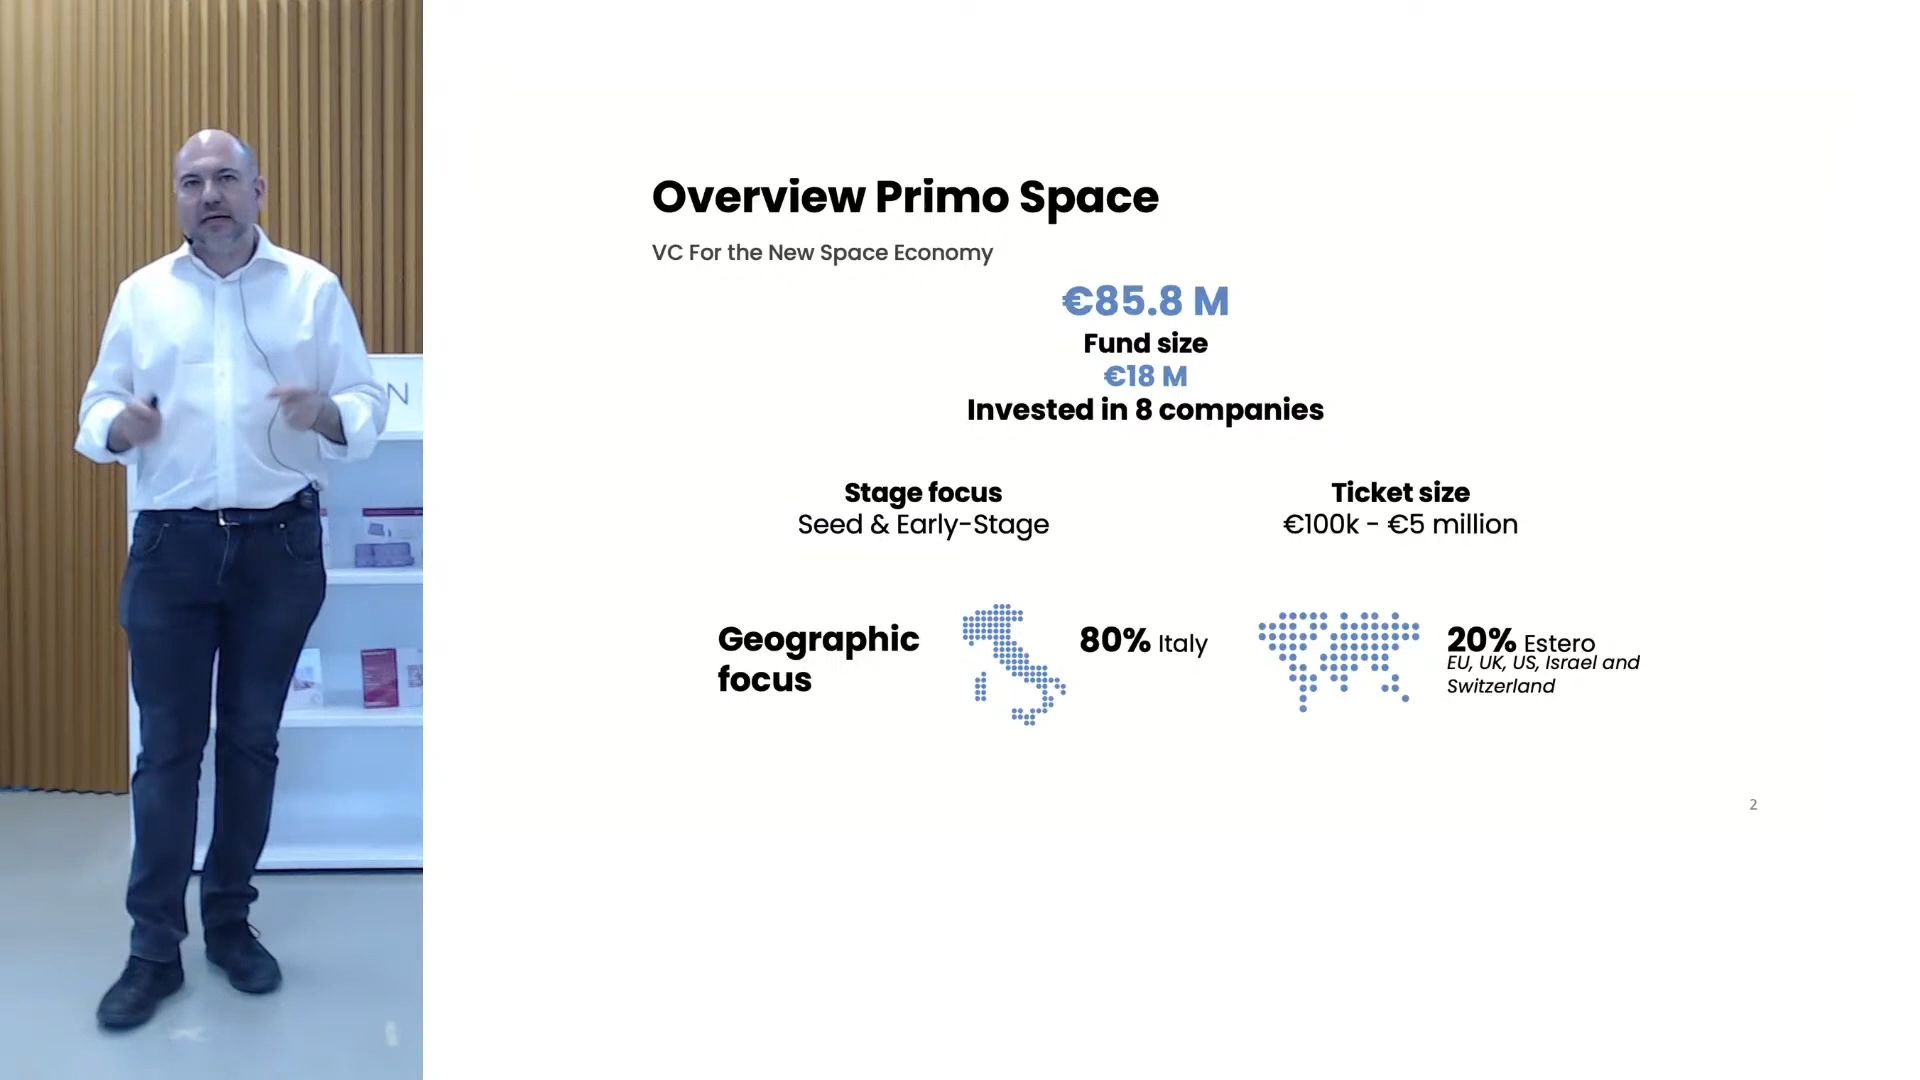 Overview Primo Space
VC For the New Space Economy
€85.8 M
Fund size
€18 M
Invested in 8 companies
Stage focus
Seed & Early-Stage
Ticket size
€100k - €5 million
Geographic
focus
80% Italy
20% Estero
EU, UK, US, Israel and
Switzerland
2
N